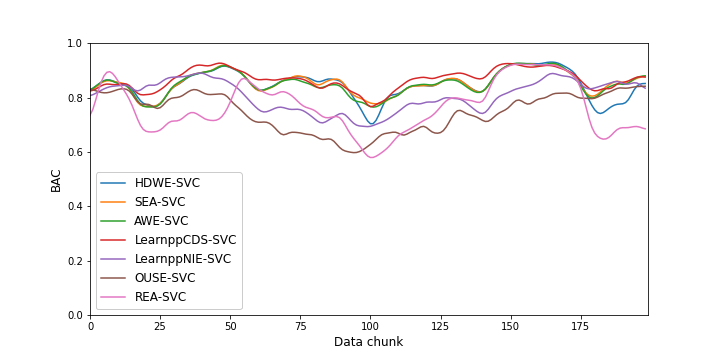 1.0
0.8
0.6
0.4
0.2
0.0
BAC
HDWE-SVC
SEA-SVC
AWE-SVC
LearnppCDS-SVC
LearnppNIE-SVC
OUSE-SVC
REA-SVC
0 25 50 75 100 125 150 175
Data chunk